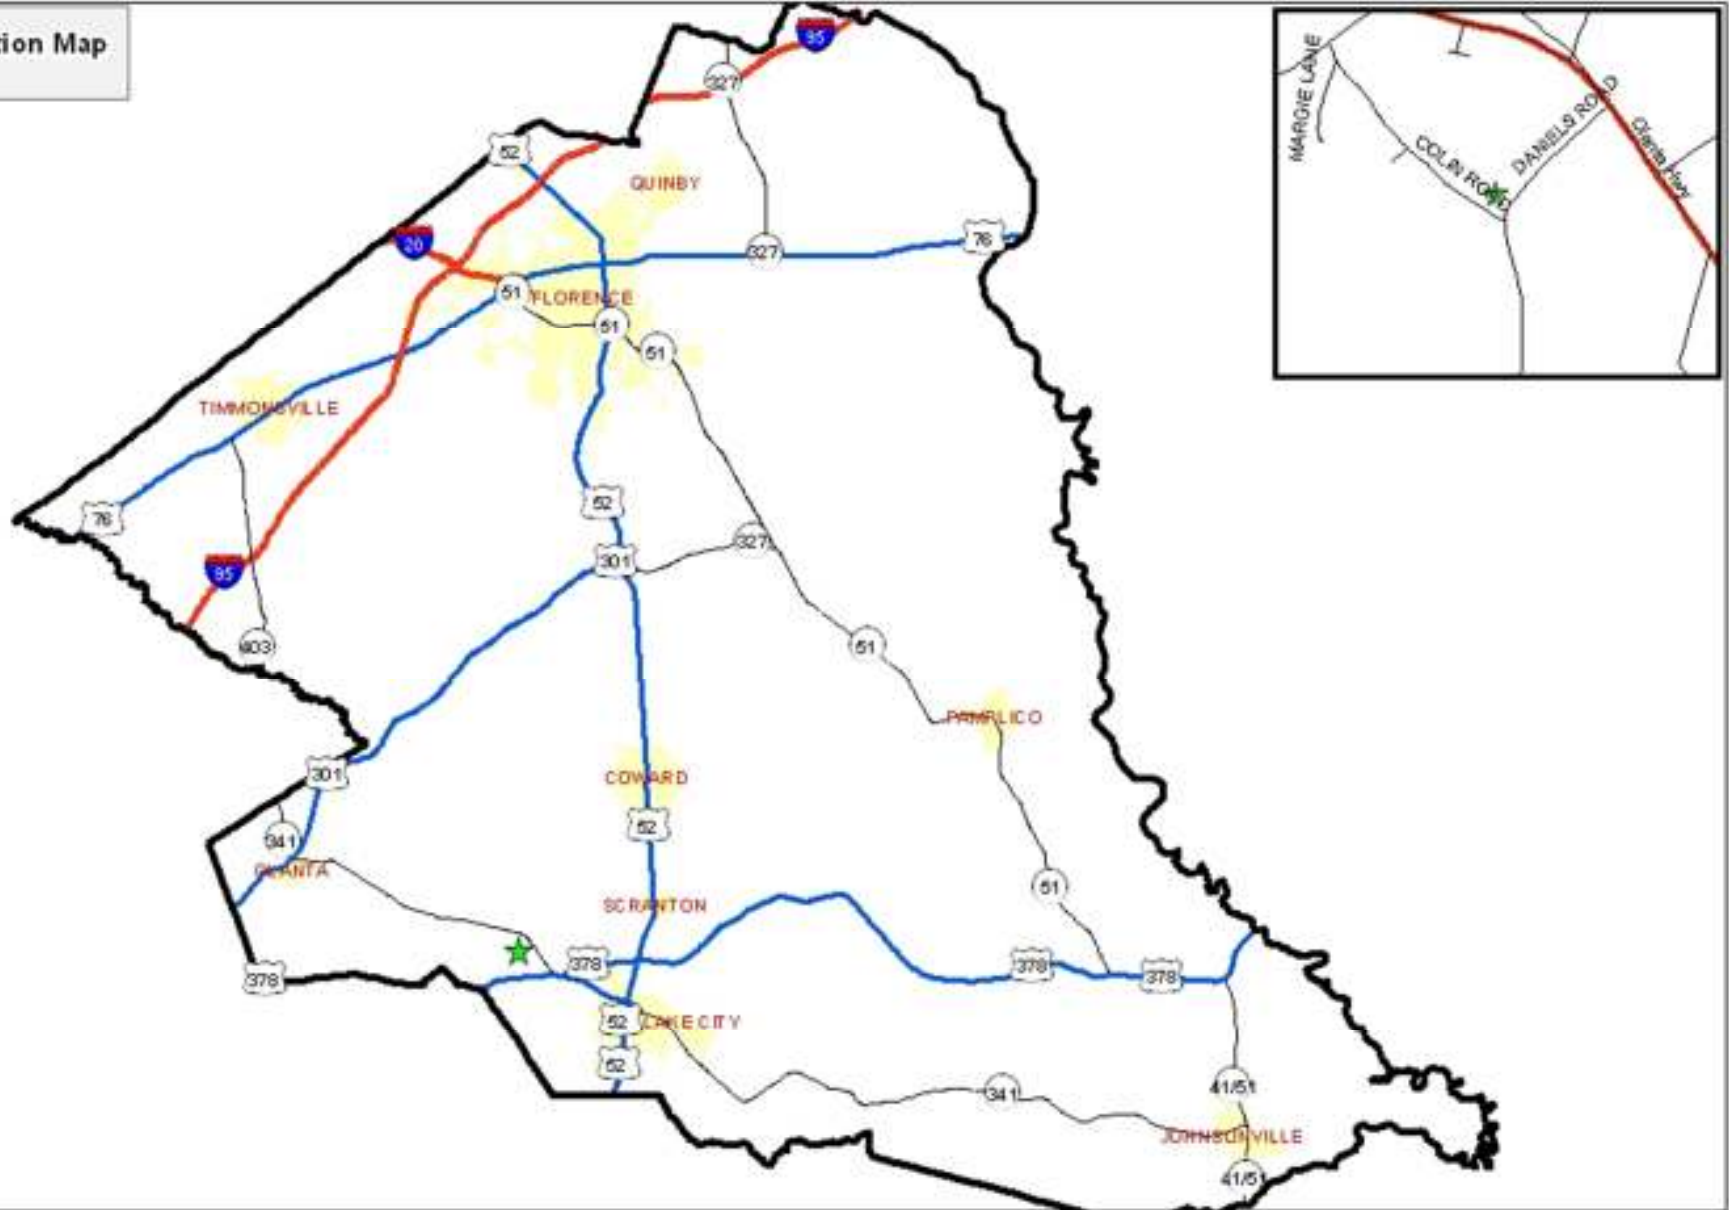 tion Map
95
327
52
QUINBY
20
327
76
51
FLORENCE
51
51
TIMMONSVILLE
76
52
301
327
95
403
51
PAMPLICO
301
COWARD
52
341
OLANTA
51
SCRANTON
378
378
378
378
52
LAKE CITY
52
341
41/51
JOHNSONVILLE
41/51
MARGIE LANE
COLIN ROAD
DANIELS ROAD
Olanta Hwy